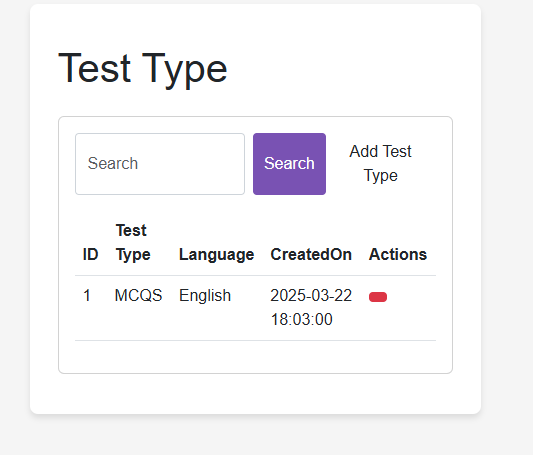 Test Type
Search Search Add Test
Type
ID Test
Type Language CreatedOn Actions
1 MCQS English 2025-03-22
18:03:00